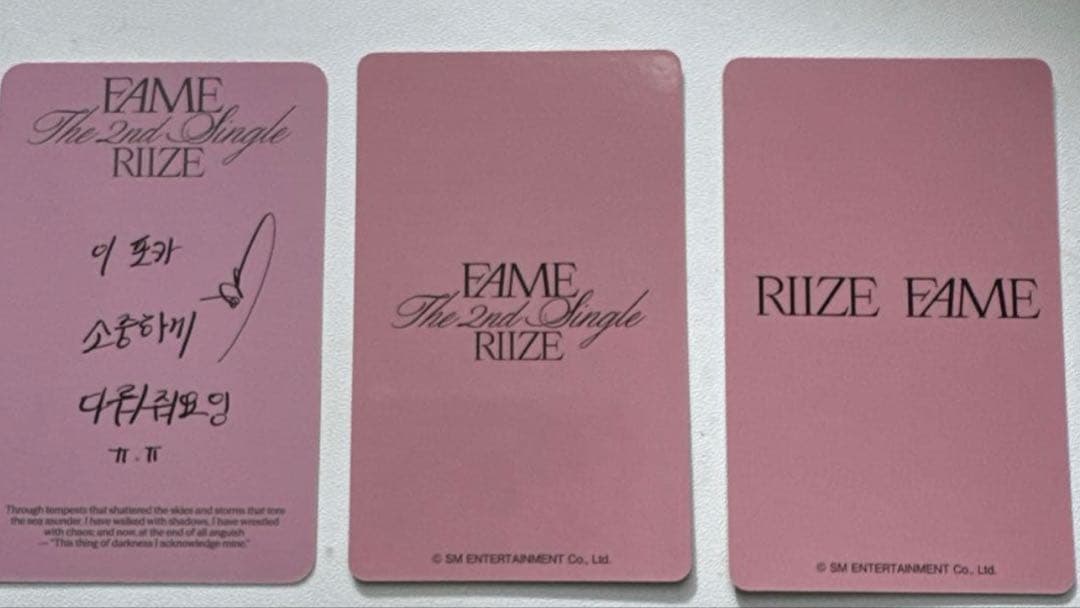 FAME
The 2nd Single
RIIZE
이 포카
소중하게
다뤄줘요잉
ㅠ.ㅠ
Through tempests that shattered the skies and storms that tore
the sea asunder, I have walked with shadows, I have wrestled
with chaos; and now, at the end of all anguish
— "This thing of darkness I acknowledge mine."
FAME
The 2nd Single
RIIZE
© SM ENTERTAINMENT Co., Ltd.
RIIZE FAME
© SM ENTERTAINMENT Co., Ltd.